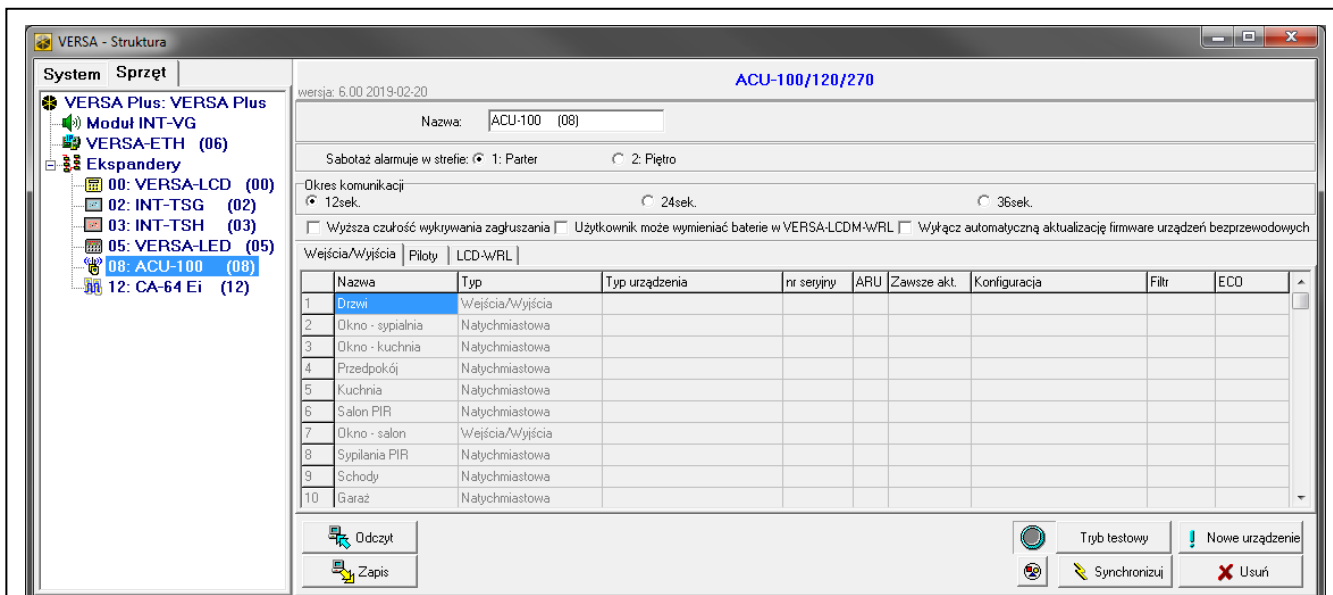 VERSA - Struktura
System Sprzęt
VERSA Plus: VERSA Plus
Moduł INT-VG
VERSA-ETH (06)
Ekspandery
00: VERSA-LCD (00)
02: INT-TSG (02)
03: INT-TSH (03)
05: VERSA-LED (05)
08: ACU-100 (08)
12: CA-64 Ei (12)
ACU-100/120/270
wersja: 6.00 2019-02-20
Nazwa: ACU-100 (08)
Sabotaż alarmuje w strefie: 1: Parter 2: Piętro
Okres komunikacji
12sek. 24sek. 36sek.
Wyższa czułość wykrywania zagłuszania Użytkownik może wymieniać baterie w VERSA-LCDM-WRL Wyłącz automatyczną aktualizację firmware urządzeń bezprzewodowych
Wejścia/Wyjścia Piloty LCD-WRL
Nazwa Typ Typ urządzenia nr seryjny ARU Zawsze akt. Konfiguracja Filtr ECO
1 Drzwi Wejścia/Wyjścia
2 Okno - sypialnia Natychmiastowa
3 Okno - kuchnia Natychmiastowa
4 Przedpokój Natychmiastowa
5 Kuchnia Natychmiastowa
6 Salon PIR Natychmiastowa
7 Okno - salon Wejścia/Wyjścia
8 Sypilania PIR Natychmiastowa
9 Schody Natychmiastowa
10 Garaż Natychmiastowa
Odczyt Tryb testowy Nowe urządzenie
Zapis Synchronizuj Usuń